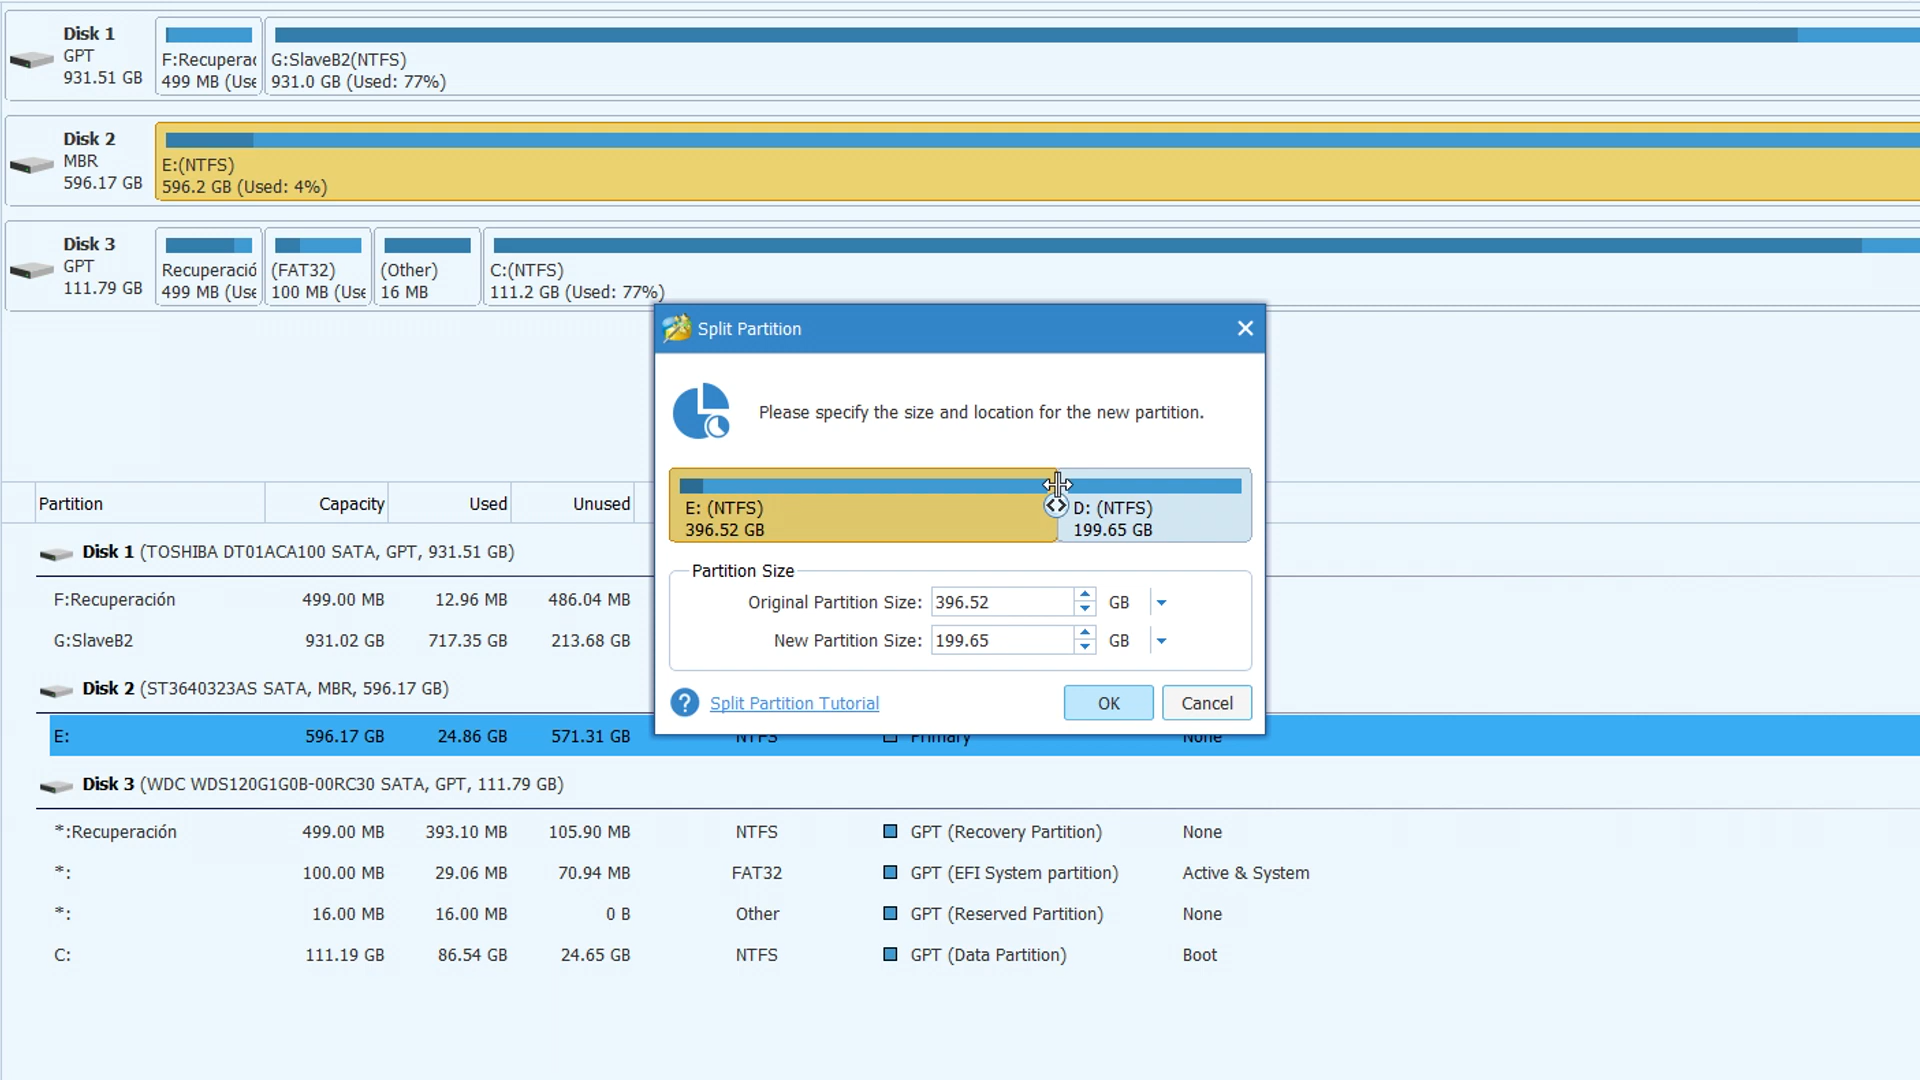 Disk 1
GPT
931.51 GB
F:Recuperac
499 MB (Use
G:SlaveB2(NTFS)
931.0 GB (Used: 77%)
Disk 2
MBR
596.17 GB
E:(NTFS)
596.2 GB (Used: 4%)
Disk 3
GPT
111.79 GB
Recuperació
499 MB (Use
(FAT32)
100 MB (Use
(Other)
16 MB
C:(NTFS)
111.2 GB (Used: 77%)
Split Partition
Please specify the size and location for the new partition.
E: (NTFS)
396.52 GB
D: (NTFS)
199.65 GB
Partition Size
Original Partition Size: 396.52 GB
New Partition Size: 199.65 GB
? Split Partition Tutorial
OK
Cancel
Partition Capacity Used Unused
Disk 1 (TOSHIBA DT01ACA100 SATA, GPT, 931.51 GB)
F:Recuperación 499.00 MB 12.96 MB 486.04 MB
G:SlaveB2 931.02 GB 717.35 GB 213.68 GB
Disk 2 (ST3640323AS SATA, MBR, 596.17 GB)
E: 596.17 GB 24.86 GB 571.31 GB NTFS Primary None
Disk 3 (WDC WDS120G1G0B-00RC30 SATA, GPT, 111.79 GB)
*:Recuperación 499.00 MB 393.10 MB 105.90 MB NTFS GPT (Recovery Partition) None
*: 100.00 MB 29.06 MB 70.94 MB FAT32 GPT (EFI System partition) Active & System
*: 16.00 MB 16.00 MB 0 B Other GPT (Reserved Partition) None
C: 111.19 GB 86.54 GB 24.65 GB NTFS GPT (Data Partition) Boot